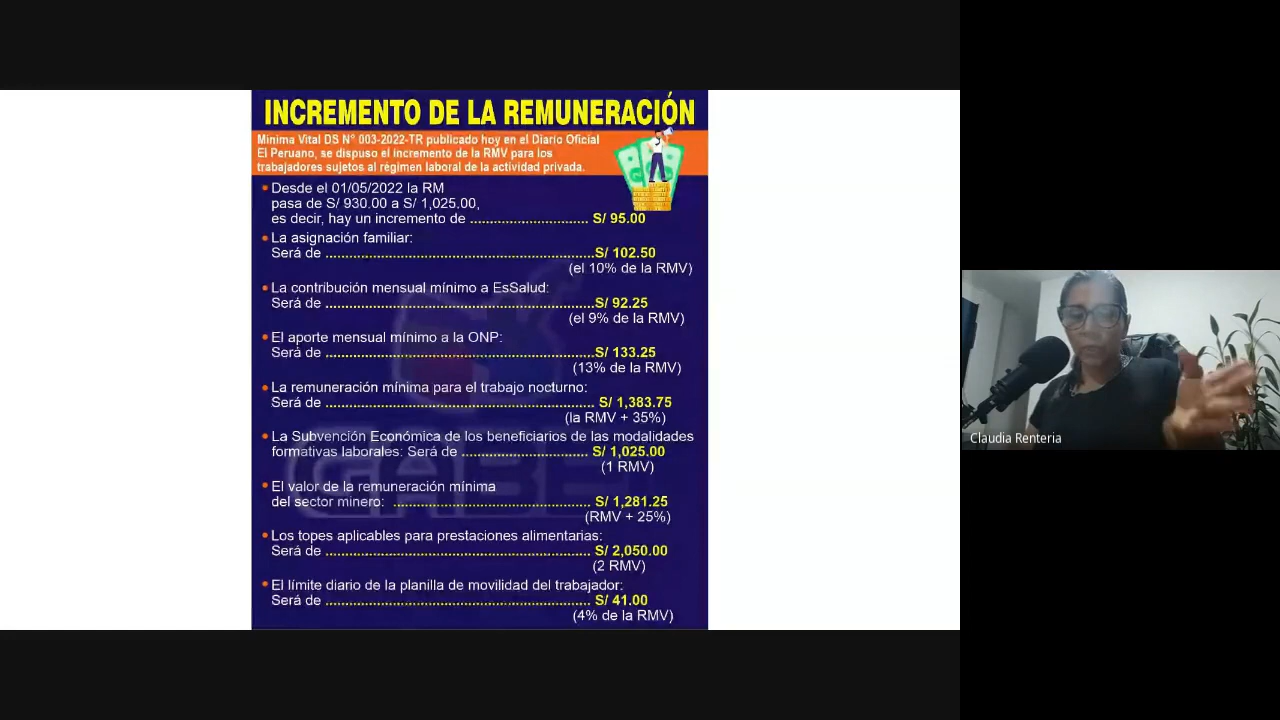 INCREMENTO DE LA REMUNERACIÓN
Mínima Vital DS N° 003-2022-TR publicado hoy en el Diario Oficial
El Peruano, se dispuso el incremento de la RMV para los
trabajadores sujetos al régimen laboral de la actividad privada.
• Desde el 01/05/2022 la RM
pasa de S/ 930.00 a S/ 1,025.00,
es decir, hay un incremento de ............................. S/ 95.00
• La asignación familiar:
Será de ...................................................................S/ 102.50
(el 10% de la RMV)
• La contribución mensual mínimo a EsSalud:
Será de ...................................................................S/ 92.25
(el 9% de la RMV)
• El aporte mensual mínimo a la ONP:
Será de ...................................................................S/ 133.25
(13% de la RMV)
• La remuneración mínima para el trabajo nocturno:
Será de ................................................................... S/ 1,383.75
(la RMV + 35%)
• La Subvención Económica de los beneficiarios de las modalidades
formativas laborales: Será de ............................... S/ 1,025.00
(1 RMV)
• El valor de la remuneración mínima
del sector minero: ................................................. S/ 1,281.25
(RMV + 25%)
• Los topes aplicables para prestaciones alimentarias:
Será de .................................................................. S/ 2,050.00
(2 RMV)
• El límite diario de la planilla de movilidad del trabajador:
Será de .................................................................. S/ 41.00
(4% de la RMV)
Claudia Renteria